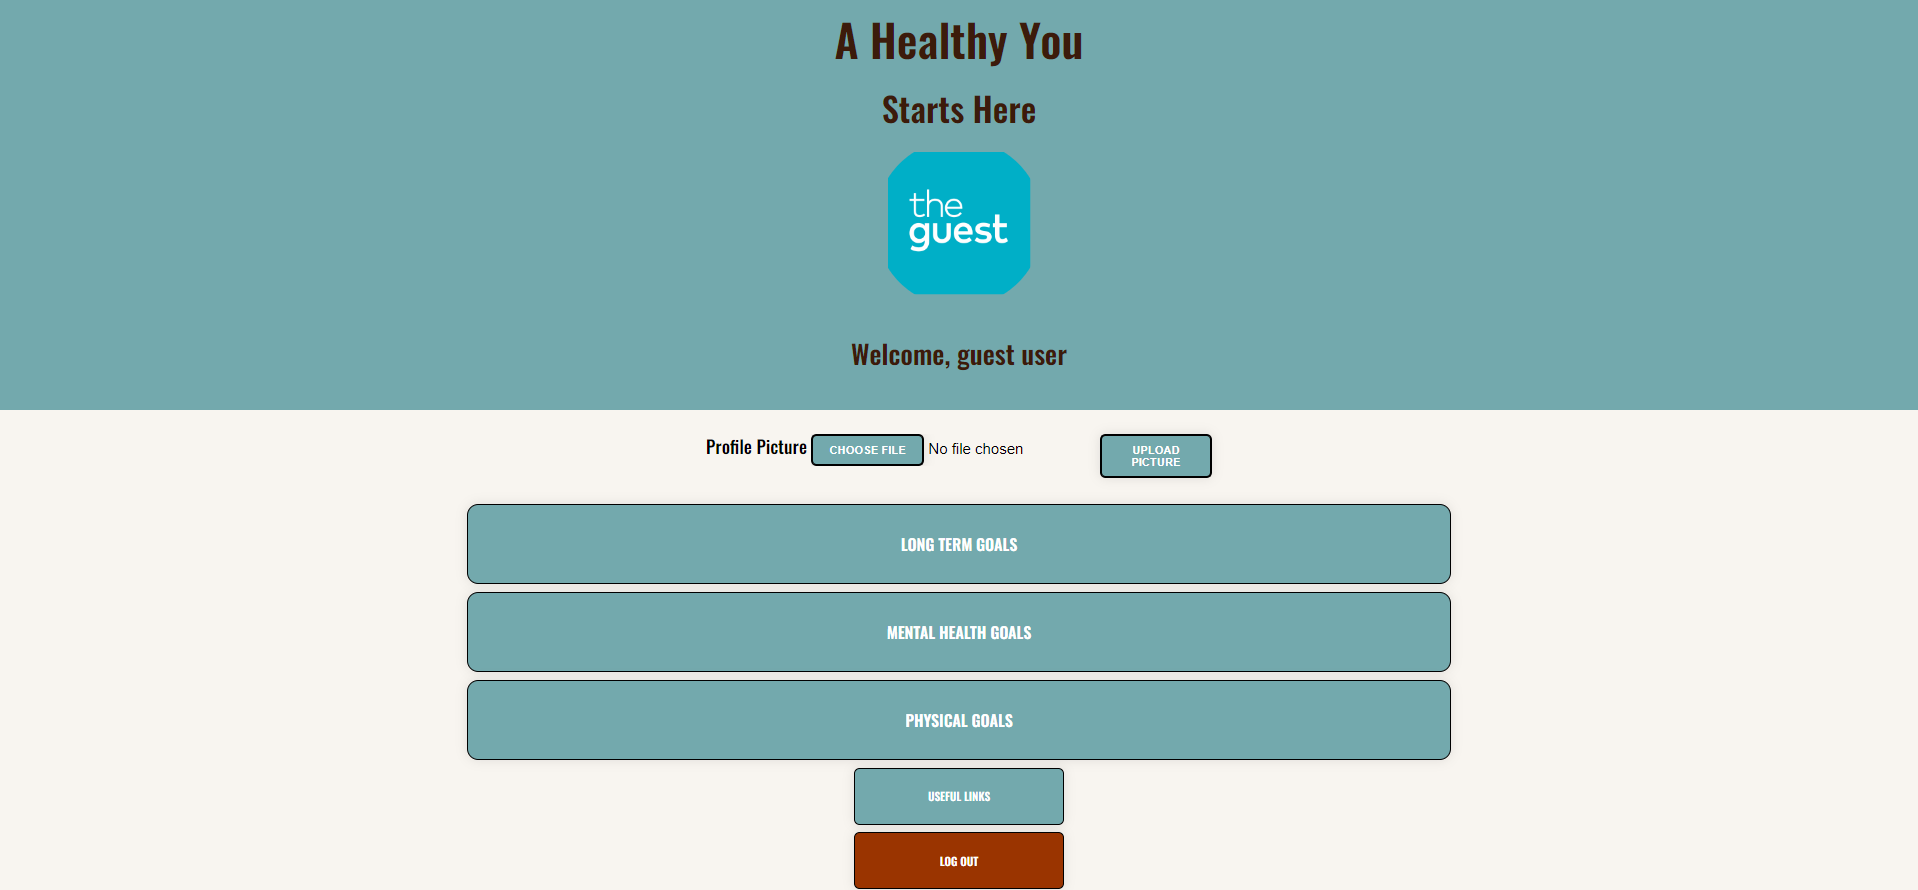 A Healthy You
Starts Here
the
guest
Welcome, guest user
Profile Picture CHOOSE FILE No file chosen UPLOAD
PICTURE
LONG TERM GOALS
MENTAL HEALTH GOALS
PHYSICAL GOALS
USEFUL LINKS
LOG OUT